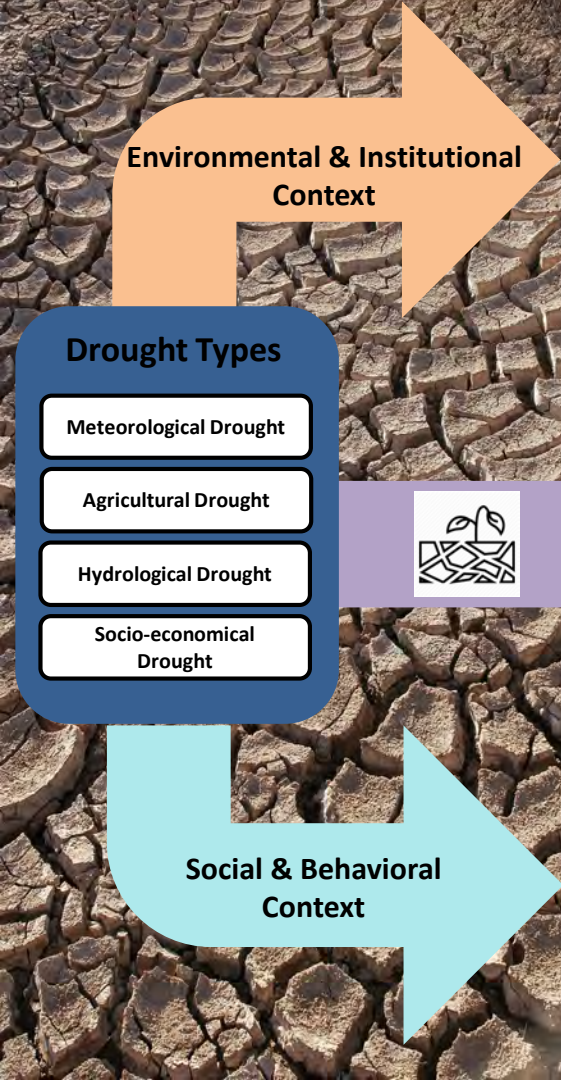 Environmental & Institutional
Context
Drought Types
Meteorological Drought
Agricultural Drought
Hydrological Drought
Socio-economical
Drought
Social & Behavioral
Context